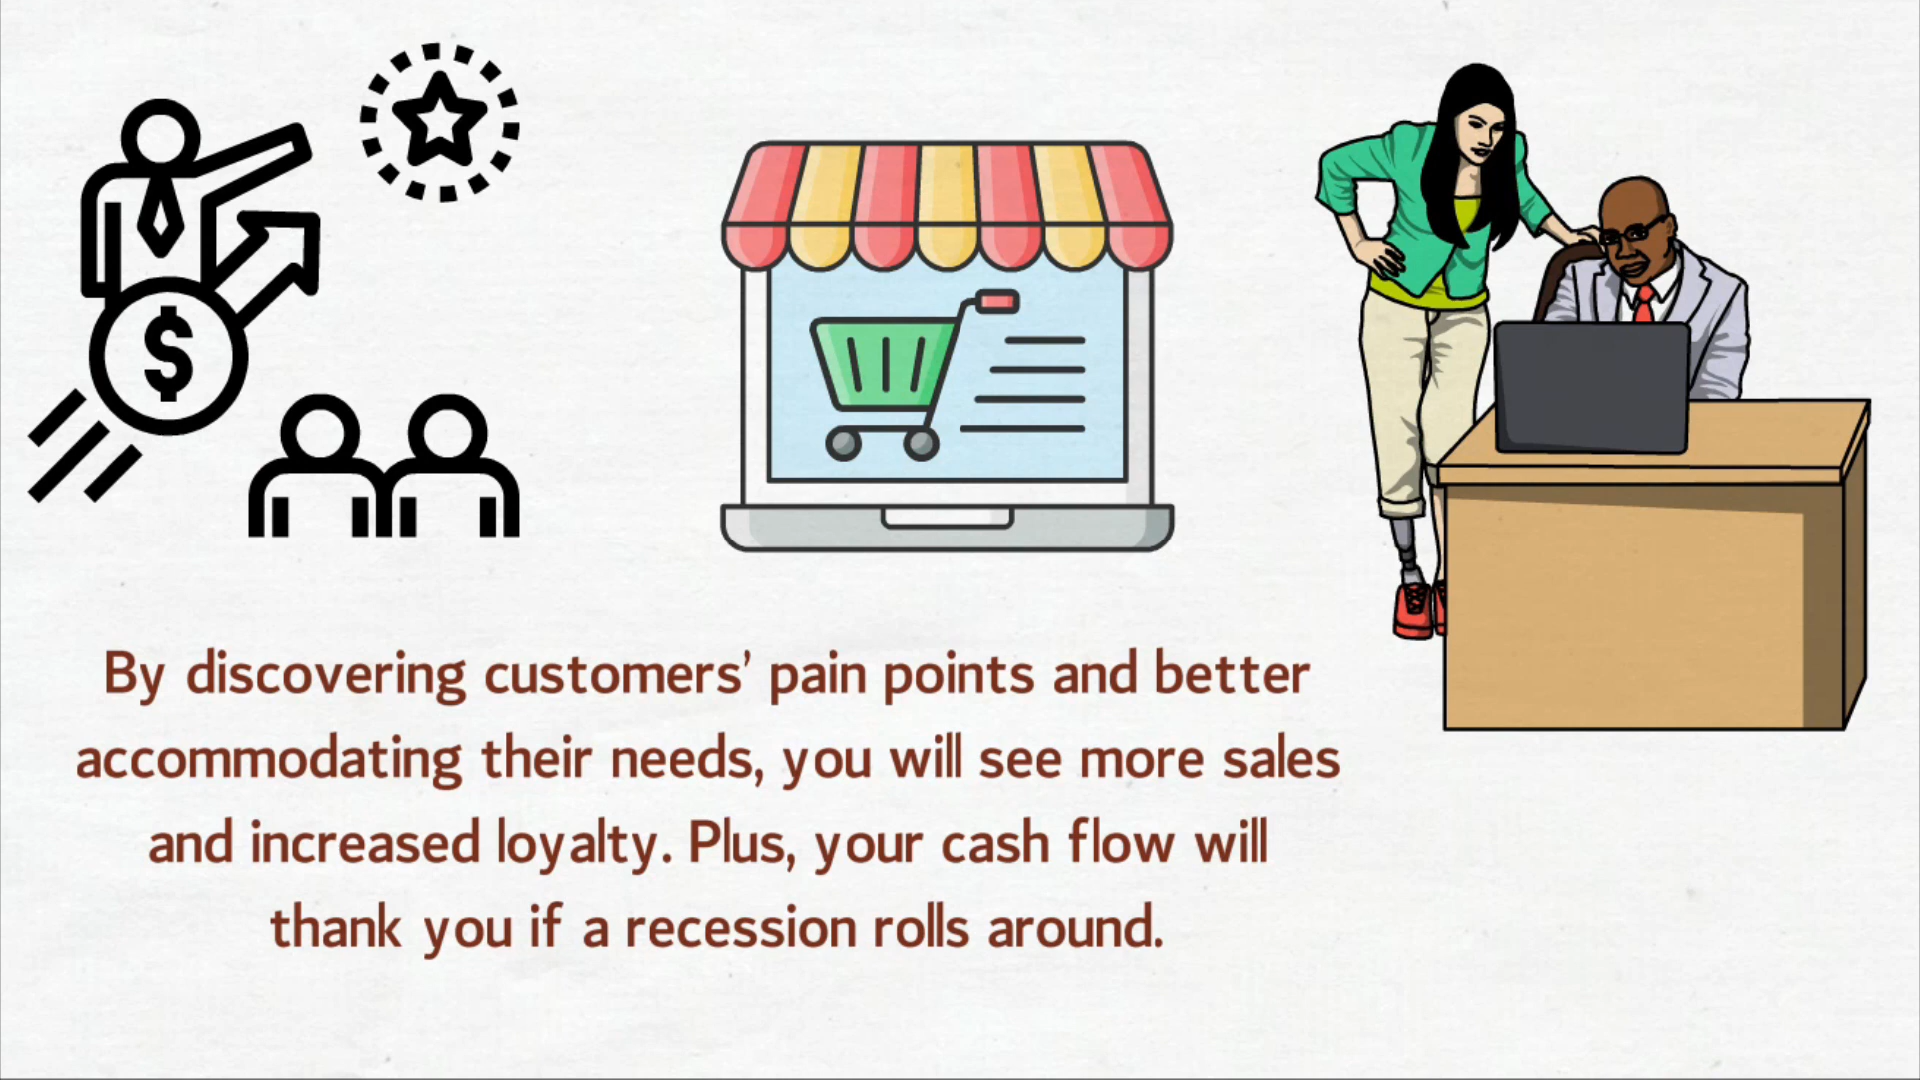 $
By discovering customers’ pain points and better
accommodating their needs, you will see more sales
and increased loyalty. Plus, your cash flow will
thank you if a recession rolls around.